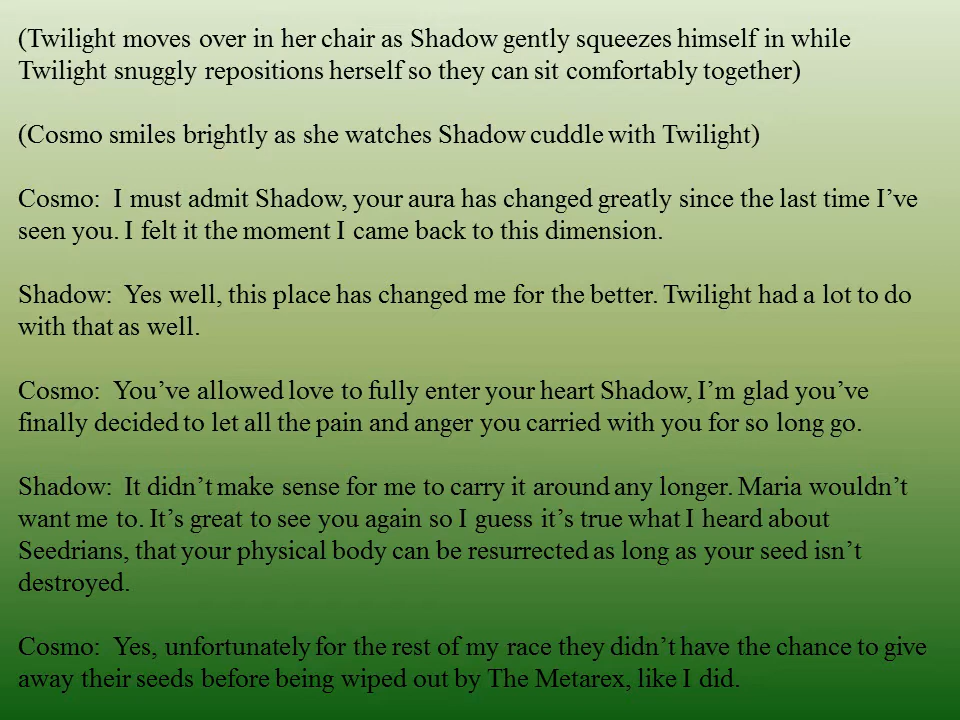 (Twilight moves over in her chair as Shadow gently squeezes himself in while
Twilight snuggly repositions herself so they can sit comfortably together)
(Cosmo smiles brightly as she watches Shadow cuddle with Twilight)
Cosmo:  I must admit Shadow, your aura has changed greatly since the last time I’ve
seen you. I felt it the moment I came back to this dimension.
Shadow:  Yes well, this place has changed me for the better. Twilight had a lot to do
with that as well.
Cosmo:  You’ve allowed love to fully enter your heart Shadow, I’m glad you’ve
finally decided to let all the pain and anger you carried with you for so long go.
Shadow:  It didn’t make sense for me to carry it around any longer. Maria wouldn’t
want me to. It’s great to see you again so I guess it’s true what I heard about
Seedrians, that your physical body can be resurrected as long as your seed isn’t
destroyed.
Cosmo:  Yes, unfortunately for the rest of my race they didn’t have the chance to give
away their seeds before being wiped out by The Metarex, like I did.